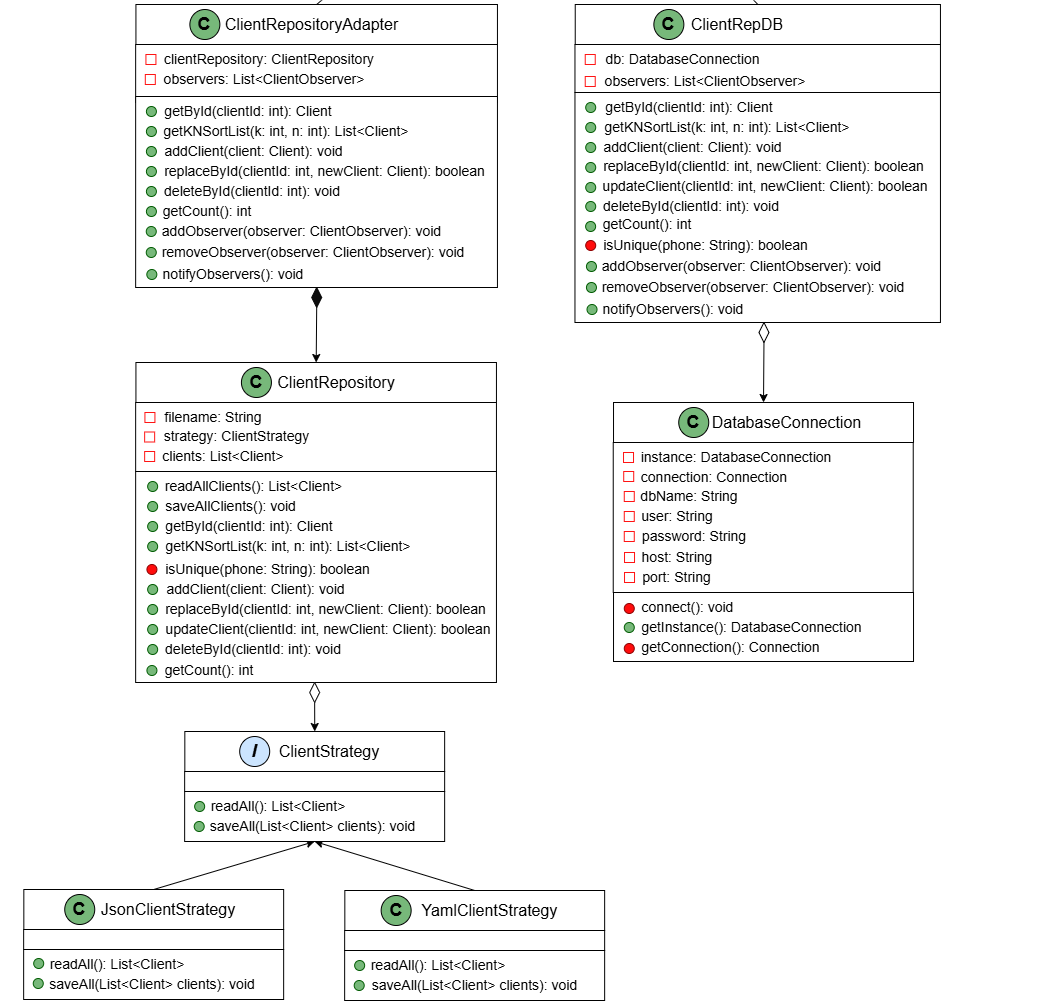 C ClientRepositoryAdapter
clientRepository: ClientRepository
observers: List<ClientObserver>
getById(clientId: int): Client
getKNSortList(k: int, n: int): List<Client>
addClient(client: Client): void
replaceById(clientId: int, newClient: Client): boolean
deleteById(clientId: int): void
getCount(): int
addObserver(observer: ClientObserver): void
removeObserver(observer: ClientObserver): void
notifyObservers(): void
C ClientRepDB
db: DatabaseConnection
observers: List<ClientObserver>
getById(clientId: int): Client
getKNSortList(k: int, n: int): List<Client>
addClient(client: Client): void
replaceById(clientId: int, newClient: Client): boolean
updateClient(clientId: int, newClient: Client): boolean
deleteById(clientId: int): void
getCount(): int
isUnique(phone: String): boolean
addObserver(observer: ClientObserver): void
removeObserver(observer: ClientObserver): void
notifyObservers(): void
C ClientRepository
filename: String
strategy: ClientStrategy
clients: List<Client>
readAllClients(): List<Client>
saveAllClients(): void
getById(clientId: int): Client
getKNSortList(k: int, n: int): List<Client>
isUnique(phone: String): boolean
addClient(client: Client): void
replaceById(clientId: int, newClient: Client): boolean
updateClient(clientId: int, newClient: Client): boolean
deleteById(clientId: int): void
getCount(): int
C DatabaseConnection
instance: DatabaseConnection
connection: Connection
dbName: String
user: String
password: String
host: String
port: String
connect(): void
getInstance(): DatabaseConnection
getConnection(): Connection
I ClientStrategy
readAll(): List<Client>
saveAll(List<Client> clients): void
C JsonClientStrategy
readAll(): List<Client>
saveAll(List<Client> clients): void
C YamlClientStrategy
readAll(): List<Client>
saveAll(List<Client> clients): void